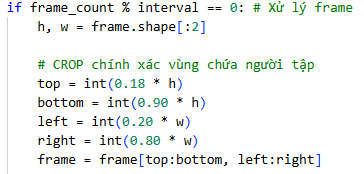 if frame_count % interval == 0: # Xử lý frame
    h, w = frame.shape[:2]

    # CROP chính xác vùng chứa người tập
    top = int(0.18 * h)
    bottom = int(0.90 * h)
    left = int(0.20 * w)
    right = int(0.80 * w)
    frame = frame[top:bottom, left:right]